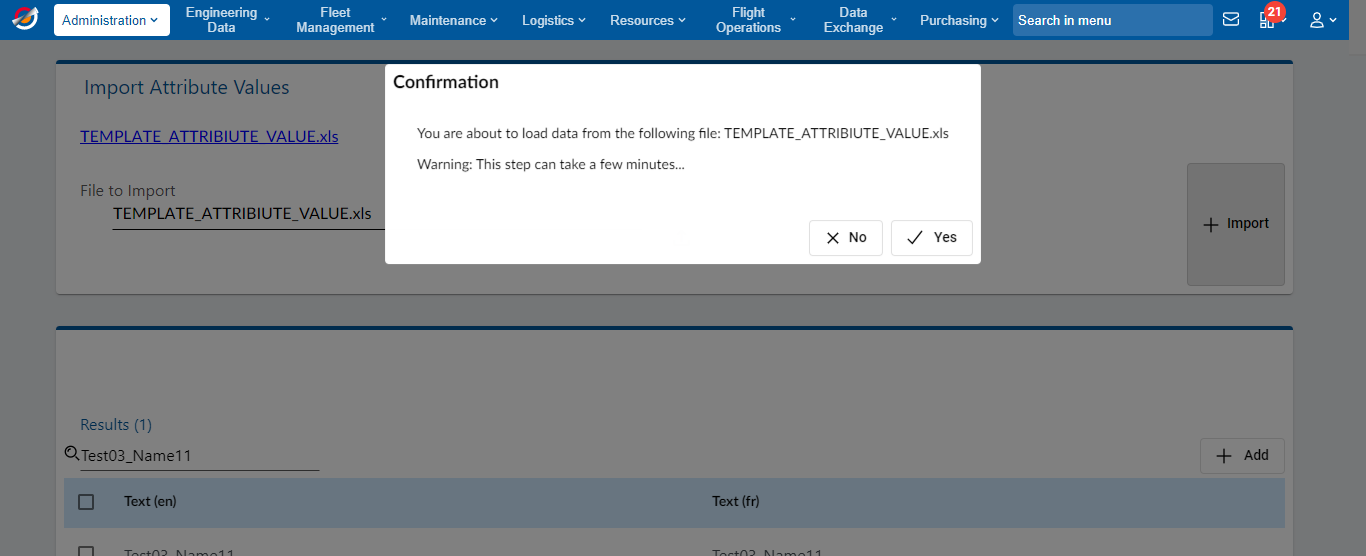 Administration
Engineering Data
Fleet Management
Maintenance
Logistics
Resources
Flight Operations
Data Exchange
Purchasing
Search in menu
21
Confirmation
Import Attribute Values
You are about to load data from the following file: TEMPLATE_ATTRIBIUTE_VALUE.xls
TEMPLATE_ATTRIBIUTE_VALUE.xls
Warning: This step can take a few minutes...
File to Import
TEMPLATE_ATTRIBIUTE_VALUE.xls
Import
No
Yes
Results (1)
Test03_Name11
Add
Text (en)
Text (fr)
Test03_Name11
Test03_Name11